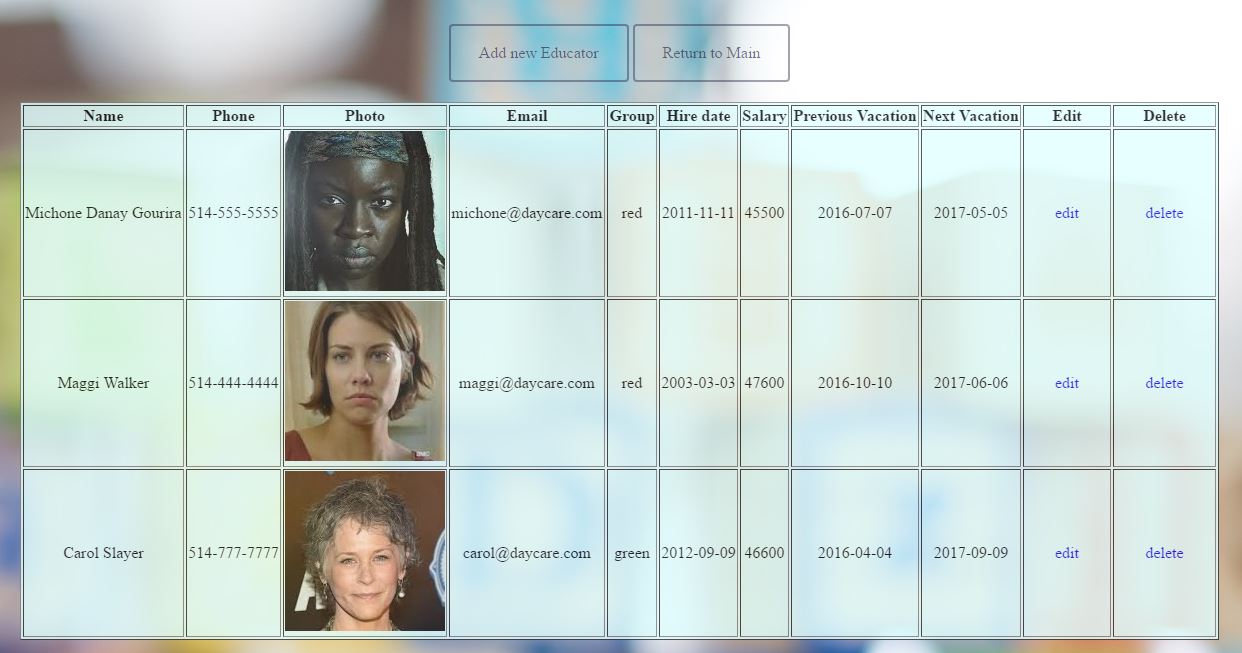 Add new Educator Return to Main
Name Phone Photo Email Group Hire date Salary Previous Vacation Next Vacation Edit Delete
Michone Danay Gourira 514-555-5555 michone@daycare.com red 2011-11-11 45500 2016-07-07 2017-05-05 edit delete
Maggi Walker 514-444-4444 maggi@daycare.com red 2003-03-03 47600 2016-10-10 2017-06-06 edit delete
AMC
Carol Slayer 514-777-7777 carol@daycare.com green 2012-09-09 46600 2016-04-04 2017-09-09 edit delete